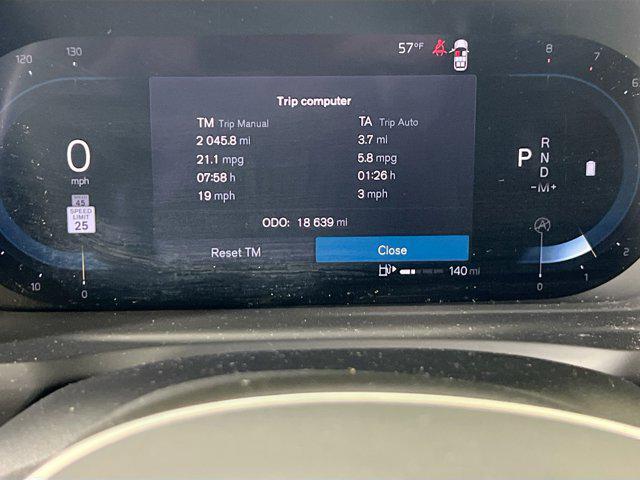 57°F
120
130
8
7
6
Trip computer
TM Trip Manual
TA Trip Auto
2 045.8 mi
3.7 mi
21.1 mpg
5.8 mpg
07:58 h
01:26 h
19 mph
3 mph
ODO: 18 639 mi
Reset TM
Close
140 mi
0
mph
SPEED
45
SPEED
LIMIT
25
10
0
P
R
N
D
-M+
A
2
1
0